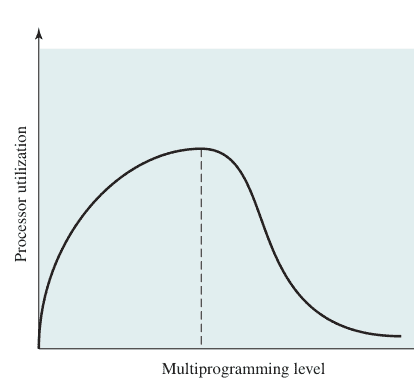 Processor utilization
Multiprogramming level